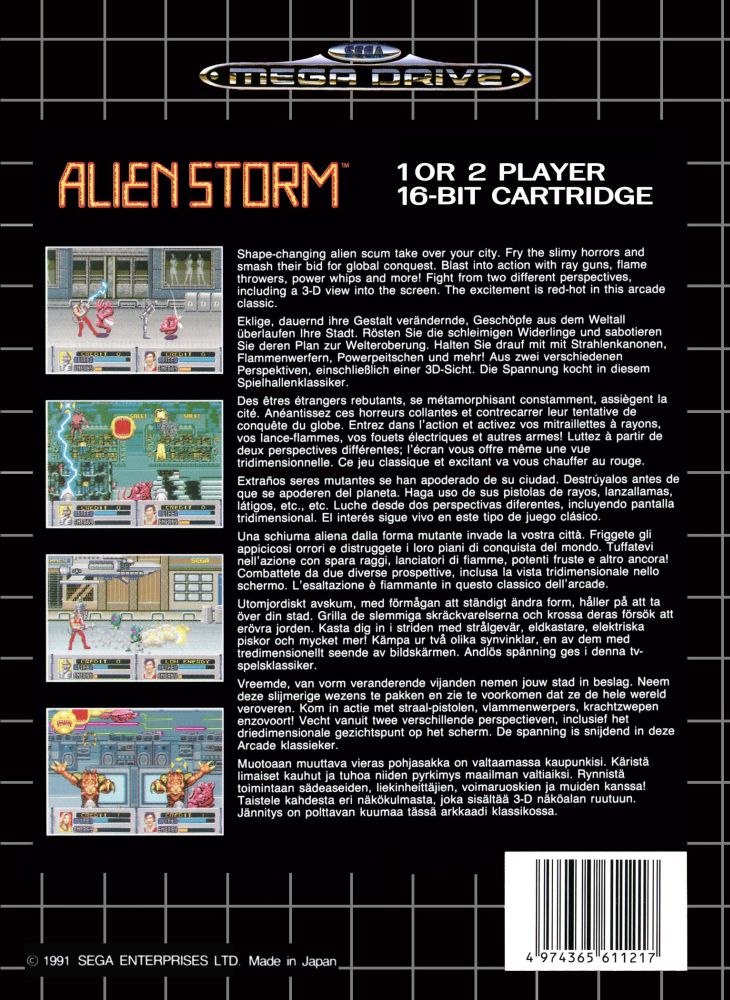 SEGA
MEGA DRIVE
ALIEN STORM™
1 OR 2 PLAYER
16-BIT CARTRIDGE
Shape-changing alien scum take over your city. Fry the slimy horrors and
smash their bid for global conquest. Blast into action with ray guns, flame
throwers, power whips and more! Fight from two different perspectives,
including a 3-D view into the screen. The excitement is red-hot in this arcade
classic.
Eklige, dauernd ihre Gestalt verändernde, Geschöpfe aus dem Weltall
überlaufen Ihre Stadt. Rösten Sie die schleimigen Widerlinge und sabotieren
Sie deren Plan zur Welteroberung. Halten Sie drauf mit mit Strahlenkanonen,
Flammenwerfern, Powerpeitschen und mehr! Aus zwei verschiedenen
Perspektiven, einschließlich einer 3D-Sicht. Die Spannung kocht in diesem
Spielhallenklassiker.
Des êtres étrangers rebutants, se métamorphisant constamment, assiègent la
cité. Anéantissez ces horreurs collantes et contrecarrer leur tentative de
conquête du globe. Entrez dans l'action et activez vos mitraillettes à rayons,
vos lance-flammes, vos fouets électriques et autres armes! Luttez à partir de
deux perspectives différentes; l'écran vous offre même une vue
tridimensionnelle. Ce jeu classique et excitant va vous chauffer au rouge.
Extraños seres mutantes se han apoderado de su ciudad. Destrúyalos antes de
que se apoderen del planeta. Haga uso de sus pistolas de rayos, lanzallamas,
látigos, etc., etc. Luche desde dos perspectivas diferentes, incluyendo pantalla
tridimensional. El interés sigue vivo en este tipo de juego clásico.
Una schiuma aliena dalla forma mutante invade la vostra città. Friggete gli
appicicosi orrori e distruggete i loro piani di conquista del mondo. Tuffatevi
nell'azione con spara raggi, lanciatori di fiamme, potenti fruste e altro ancora!
Combattete da due diverse prospettive, inclusa la vista tridimensionale nello
schermo. L'esaltazione è fiammante in questo classico dell'arcade.
Utomjordiskt avskum, med förmågan att ständigt ändra form, håller på att ta
över din stad. Grilla de slemmiga skräckvarelserna och krossa deras försök att
erövra jorden. Kasta dig in i striden med strålgevär, eldkastare, elektriska
piskor och mycket mer! Kämpa ur två olika synvinklar, en av dem med
tredimensionellt seende av bildskärmen. Andlös spänning ges i denna tv-
spelsklassiker.
Vreemde, van vorm veranderende vijanden nemen jouw stad in beslag. Neem
deze slijmerige wezens te pakken en zie te voorkomen dat ze de hele wereld
veroveren. Kom in actie met straal-pistolen, vlammenwerpers, krachtzwepen
enzovoort! Vecht vanuit twee verschillende perspectieven, inclusief het
driedimensionale gezichtspunt op het scherm. De spanning is snijdend in deze
Arcade klassieker.
Muotoaan muuttava vieras pohjasakka on valtaamassa kaupunkisi. Käristä
limaiset kauhut ja tuhoa niiden pyrkimys maailman valtiaiksi. Rynnistä
toimintaan sädeaseiden, liekinheittäjien, voimaruoskien ja muiden kanssa!
Taistele kahdesta eri näkökulmasta, joka sisältää 3-D näköalan ruutuun.
Jännitys on polttavan kuumaa tässä arkkaadi klassikossa.
CREDIT 0 CREDIT 0
SALE! SALE!
SEGA
CREDIT 0 LOW ENERGY
© 1991 SEGA ENTERPRISES LTD. Made in Japan
4 974365 611217